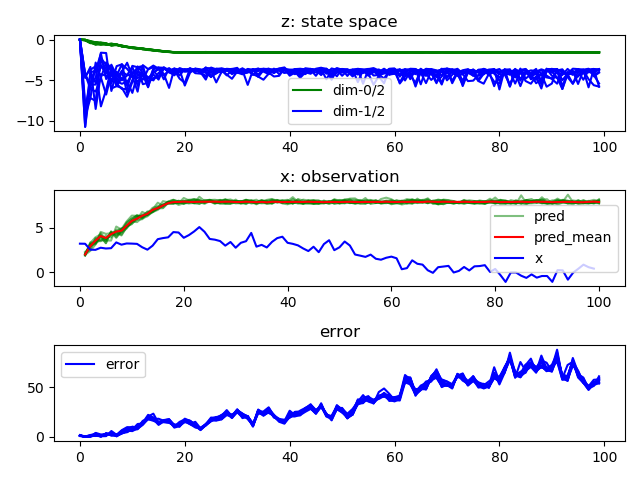 z: state space
0
−5
−10
dim-0/2
dim-1/2
0 20 40 60 80 100
x: observation
5
0
pred
pred_mean
x
0 20 40 60 80 100
error
50
0
error
0 20 40 60 80 100